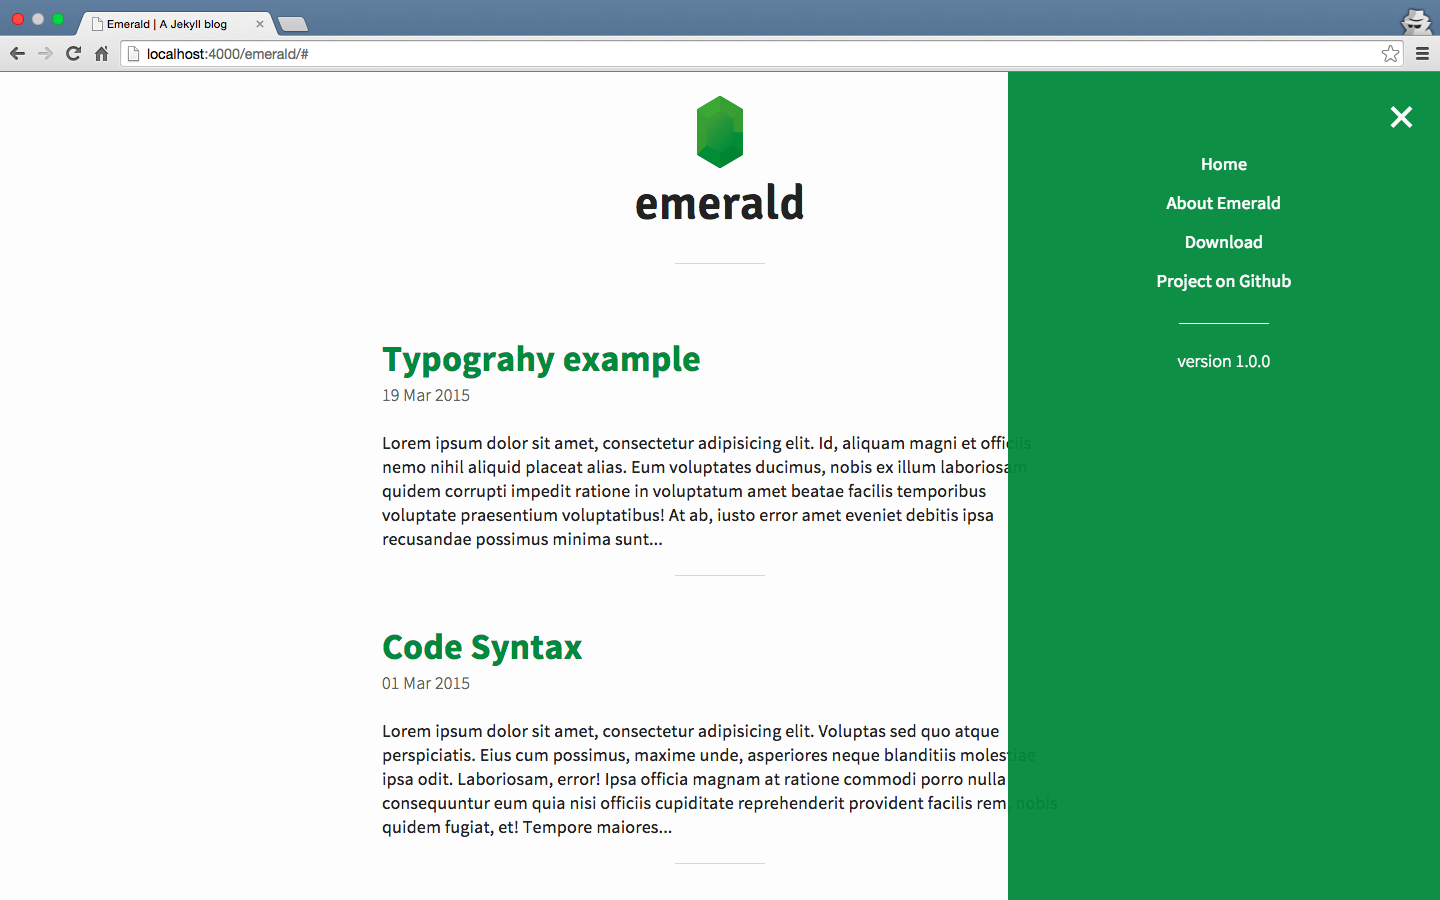 Emerald | A Jekyll blog
localhost:4000/emerald/#
emerald
Home
About Emerald
Download
Project on Github
version 1.0.0
Typograhy example
19 Mar 2015
Lorem ipsum dolor sit amet, consectetur adipisicing elit. Id, aliquam magni et officiis
nemo nihil aliquid placeat alias. Eum voluptates ducimus, nobis ex illum laboriosam
quidem corrupti impedit ratione in voluptatum amet beatae facilis temporibus
voluptate praesentium voluptatibus! At ab, iusto error amet eveniet debitis ipsa
recusandae possimus minima sunt...
Code Syntax
01 Mar 2015
Lorem ipsum dolor sit amet, consectetur adipisicing elit. Voluptas sed quo atque
perspiciatis. Eius cum possimus, maxime unde, asperiores neque blanditiis molestiae
ipsa odit. Laboriosam, error! Ipsa officia magnam at ratione commodi porro nulla
consequuntur eum quia nisi officiis cupiditate reprehenderit provident facilis rem, nobis
quidem fugiat, et! Tempore maiores...